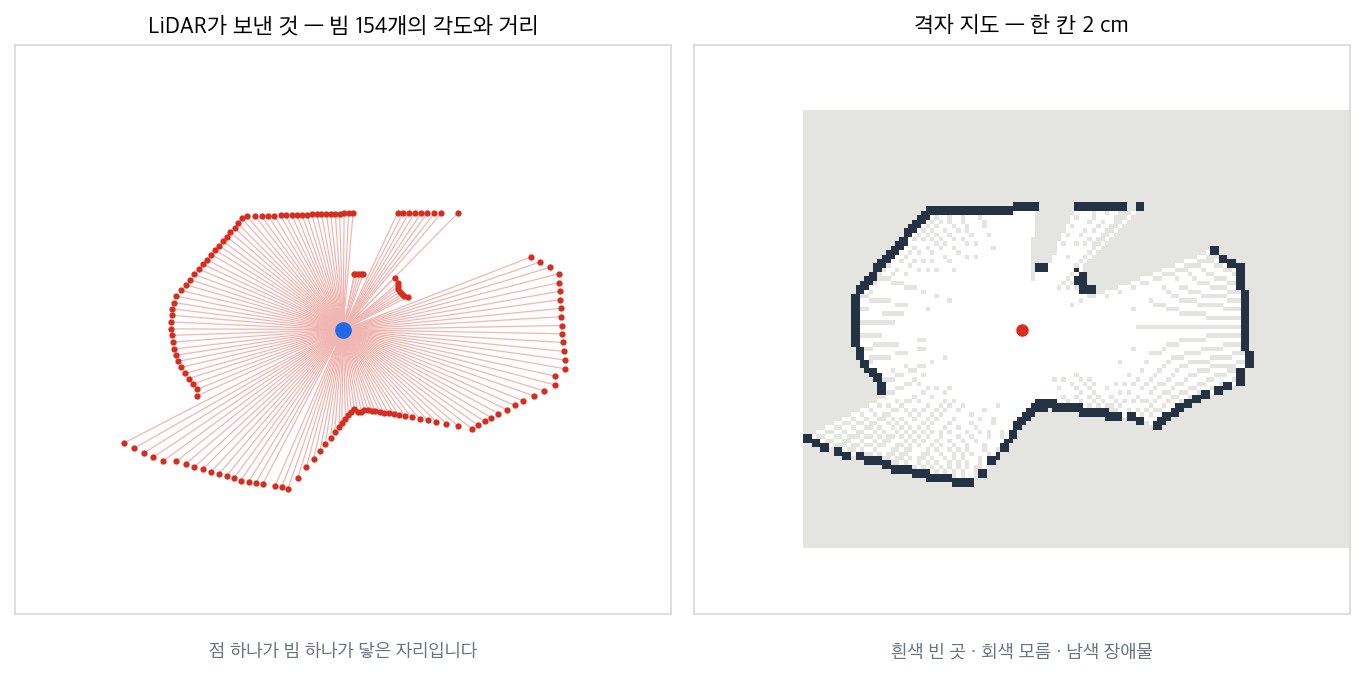 LiDAR가 보낸 것 — 빔 154개의 각도와 거리
격자 지도 — 한 칸 2 cm
점 하나가 빔 하나가 닿은 자리입니다
흰색 빈 곳 · 회색 모름 · 남색 장애물